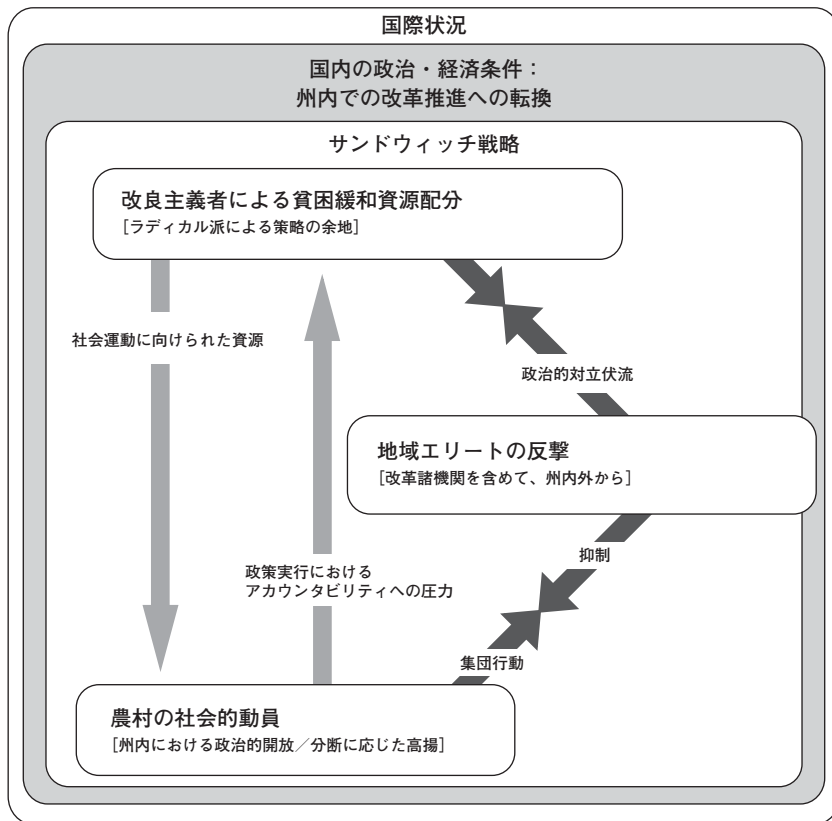 国際状況
国内の政治・経済条件：
州内での改革推進への転換
サンドウィッチ戦略
改良主義者による貧困緩和資源配分
［ラディカル派による策略の余地］
社会運動に向けられた資源
政治的対立伏流
地域エリートの反撃
［改革諸機関を含めて、州内外から］
抑制
政策実行における
アカウンタビリティへの圧力
集団行動
農村の社会的動員
［州内における政治的開放／分断に応じた高揚］